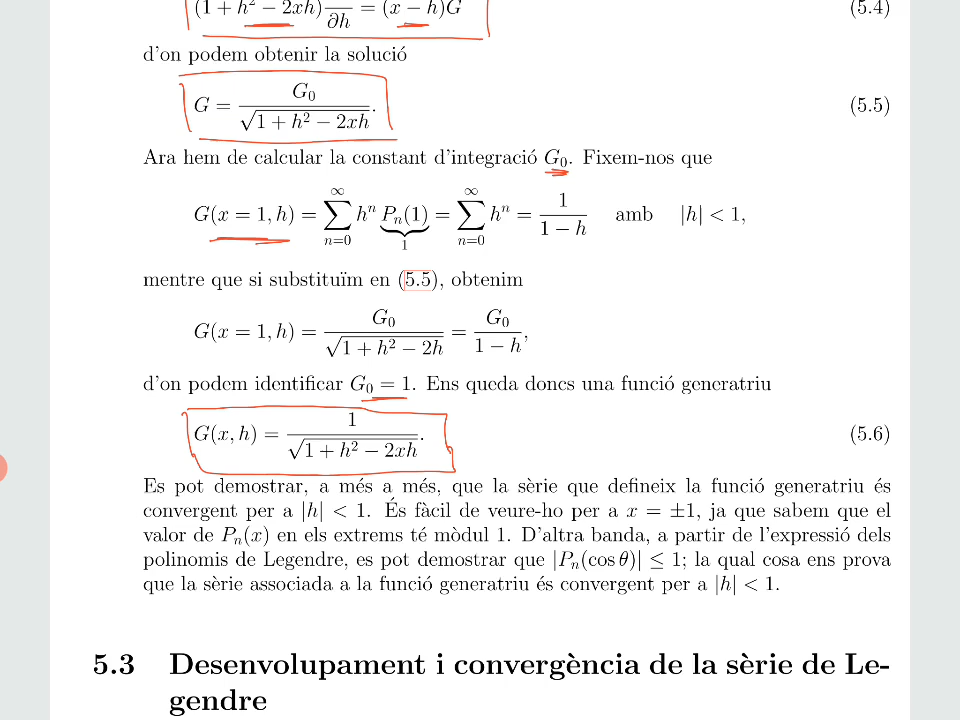 (1 + h² − 2xh) ∂h = (x − h)G (5.4)
d'on podem obtenir la solució
G = G₀ / √(1 + h² − 2xh). (5.5)
Ara hem de calcular la constant d'integració G₀. Fixem-nos que
G(x = 1, h) = ∑_{n=0}^{∞} hⁿ Pₙ(1) = ∑_{n=0}^{∞} hⁿ = 1 / (1 − h) amb |h| < 1,
1
mentre que si substituïm en (5.5), obtenim
G(x = 1, h) = G₀ / √(1 + h² − 2h) = G₀ / (1 − h),
d'on podem identificar G₀ = 1. Ens queda doncs una funció generatriu
G(x, h) = 1 / √(1 + h² − 2xh). (5.6)
Es pot demostrar, a més a més, que la sèrie que defineix la funció generatriu és
convergent per a |h| < 1. És fàcil de veure-ho per a x = ±1, ja que sabem que el
valor de Pₙ(x) en els extrems té mòdul 1. D'altra banda, a partir de l'expressió dels
polinomis de Legendre, es pot demostrar que |Pₙ(cos θ)| ≤ 1; la qual cosa ens prova
que la sèrie associada a la funció generatriu és convergent per a |h| < 1.
5.3 Desenvolupament i convergència de la sèrie de Le-
gendre